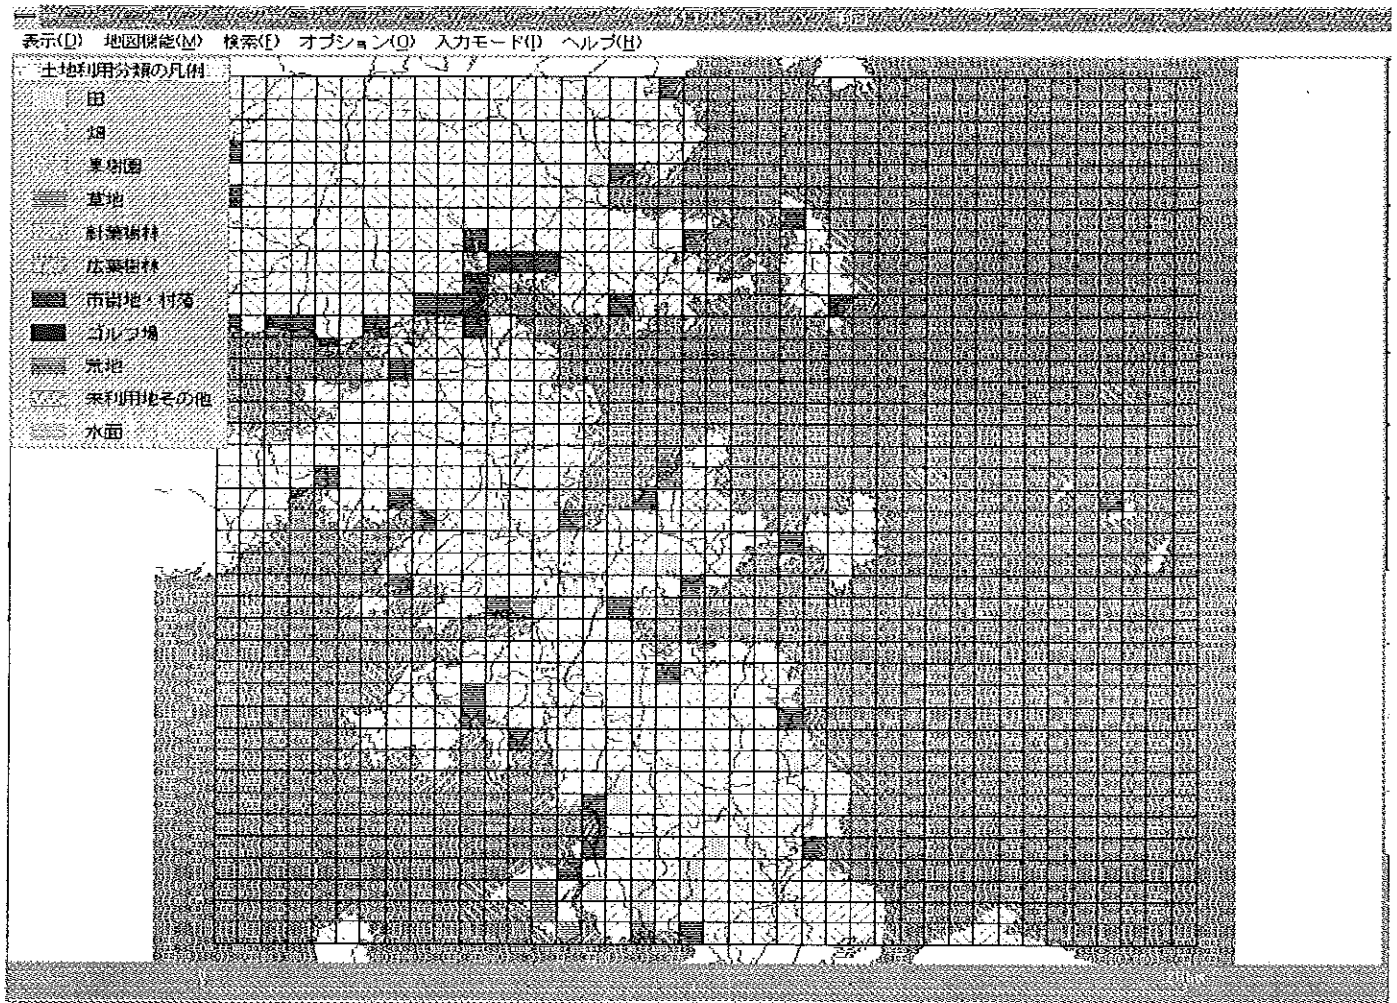 表示(D) 地図機能(M) 検索(F) オプション(O) 入力モード(I) ヘルプ(H)
土地利用分類の凡例
田
畑
果樹園
草地
針葉樹林
広葉樹林
市街地・村落
ゴルフ場
荒地
未利用地その他
水面